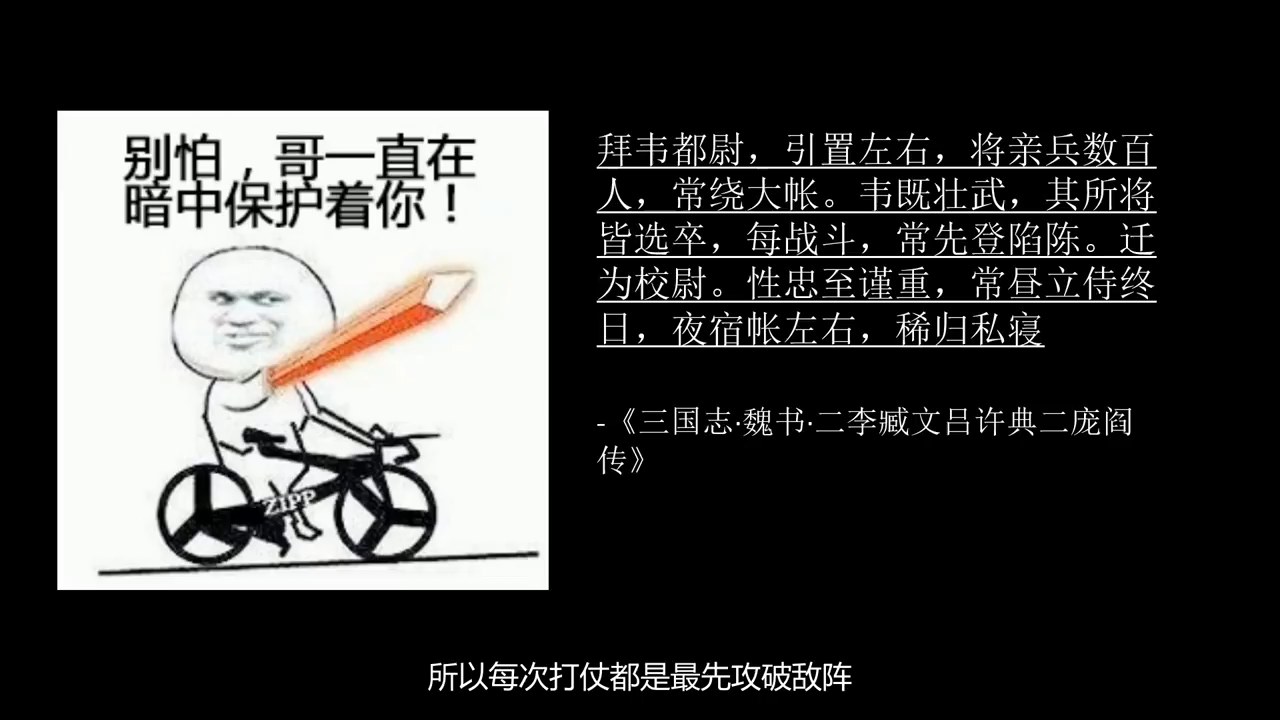 别怕，哥一直在
暗中保护着你！
ZIPP
拜韦都尉，引置左右，将亲兵数百
人，常绕大帐。韦既壮武，其所将
皆选卒，每战斗，常先登陷陈。迁
为校尉。性忠至谨重，常昼立侍终
日，夜宿帐左右，稀归私寝
-《三国志·魏书·二李臧文吕许典二庞阎
传》
所以每次打仗都是最先攻破敌阵